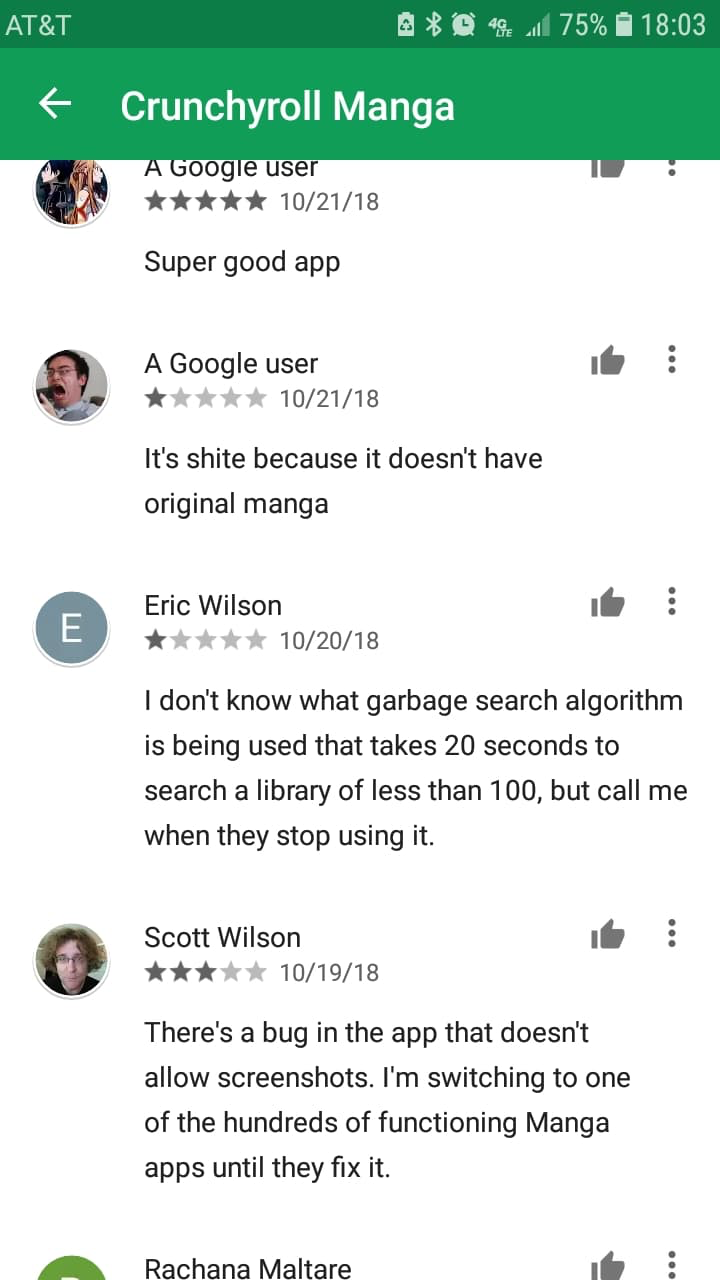 AT&T 4G LTE 75% 18:03
Crunchyroll Manga
A Google user
10/21/18
Super good app
A Google user
10/21/18
It's shite because it doesn't have
original manga
E
Eric Wilson
10/20/18
I don't know what garbage search algorithm
is being used that takes 20 seconds to
search a library of less than 100, but call me
when they stop using it.
Scott Wilson
10/19/18
There's a bug in the app that doesn't
allow screenshots. I'm switching to one
of the hundreds of functioning Manga
apps until they fix it.
Rachana Maltare